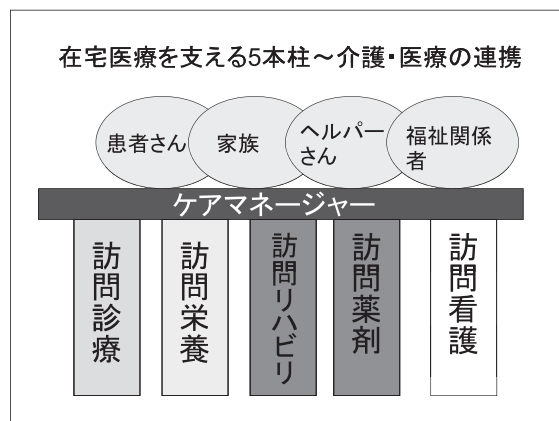 在宅医療を支える5本柱～介護・医療の連携
患者さん
家族
ヘルパー
さん
福祉関係
者
ケアマネージャー
訪問診療
訪問栄養
訪問リハビリ
訪問薬剤
訪問看護